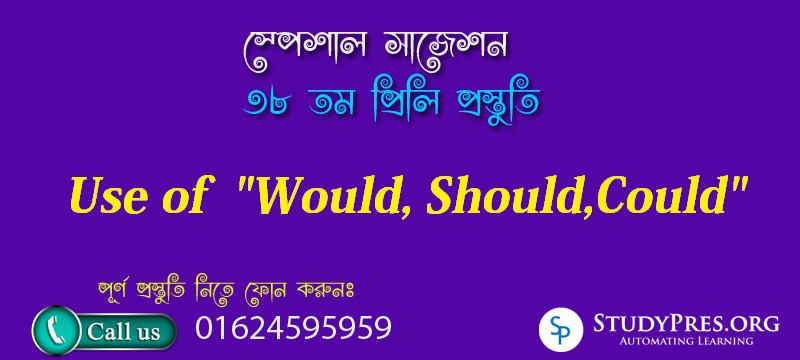 স্পেশাল সাজেশন
৩৮ তম প্রিলি প্রস্তুতি
Use of "Would, Should,Could"
পূর্ণ প্রস্তুতি নিতে ফোন করুনঃ
Call us 01624595959
SP StudyPres.org
Automating Learning